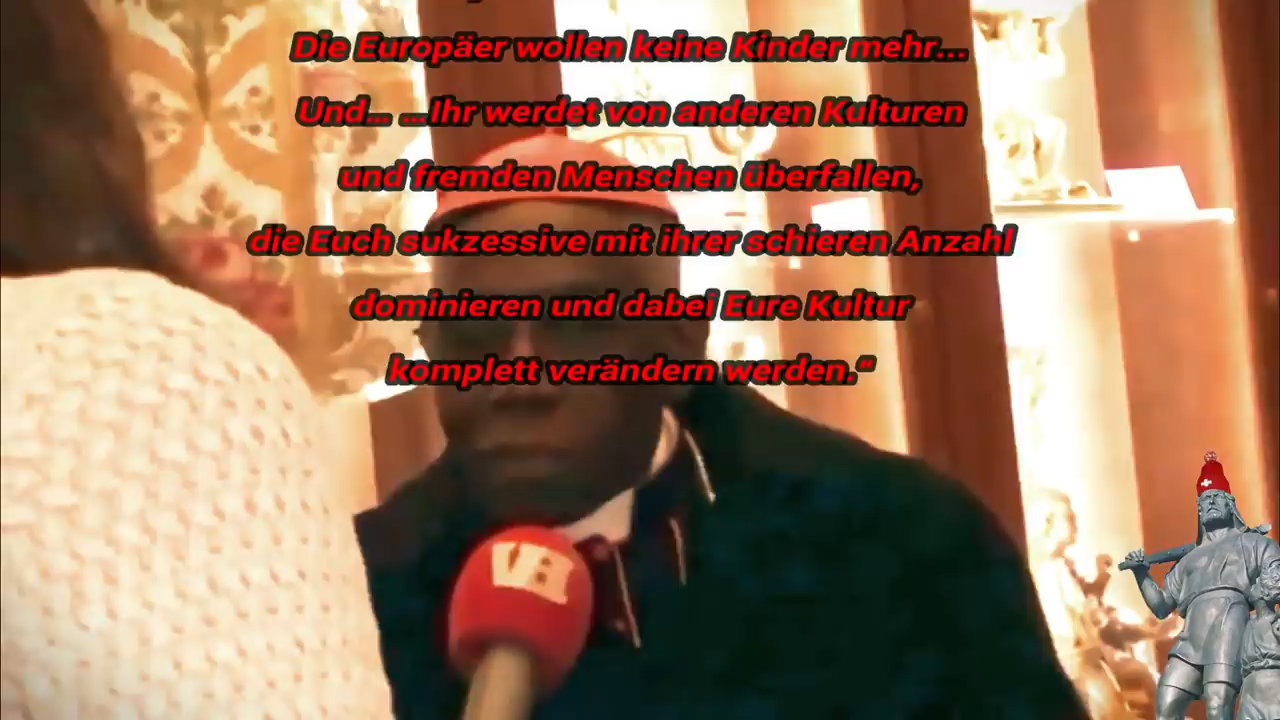 Die Europäer wollen keine Kinder mehr...
Und... ...Ihr werdet von anderen Kulturen
und fremden Menschen überfallen,
die Euch sukzessive mit ihrer schieren Anzahl
dominieren und dabei Eure Kultur
komplett verändern werden.“